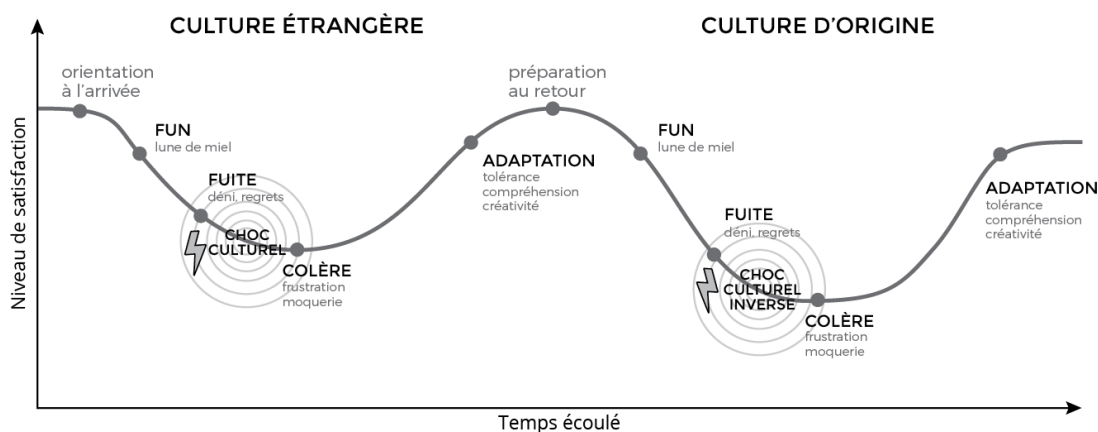 CULTURE ÉTRANGÈRE
CULTURE D'ORIGINE
Niveau de satisfaction
orientation
à l'arrivée
FUN
lune de miel
FUITE
déni, regrets
CHOC
CULTUREL
COLÈRE
frustration
moquerie
ADAPTATION
tolérance
compréhension
créativité
préparation
au retour
FUN
lune de miel
FUITE
déni, regrets
CHOC
CULTUREL
INVERSE
COLÈRE
frustration
moquerie
ADAPTATION
tolérance
compréhension
créativité
Temps écoulé